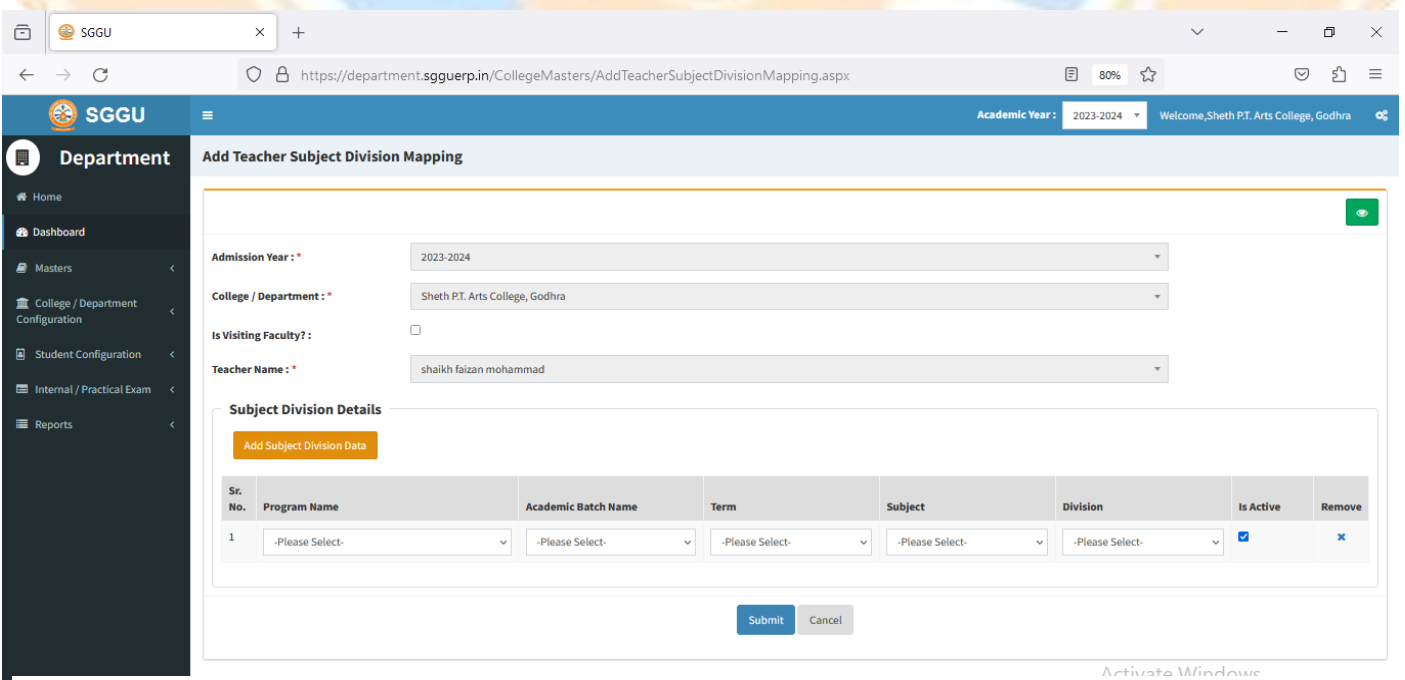 SGGU
https://department.sgguerp.in/CollegeMasters/AddTeacherSubjectDivisionMapping.aspx 80%
SGGU Academic Year : 2023-2024 Welcome,Sheth P.T. Arts College, Godhra
Department Add Teacher Subject Division Mapping
Home
Dashboard
Masters
College / Department
Configuration
Student Configuration
Internal / Practical Exam
Reports
Admission Year : * 2023-2024
College / Department : * Sheth P.T. Arts College, Godhra
Is Visiting Faculty? :
Teacher Name : * shaikh faizan mohammad
Subject Division Details
Add Subject Division Data
Sr.
No. Program Name Academic Batch Name Term Subject Division Is Active Remove
1 -Please Select- -Please Select- -Please Select- -Please Select- -Please Select-
Submit Cancel
Activate Windows